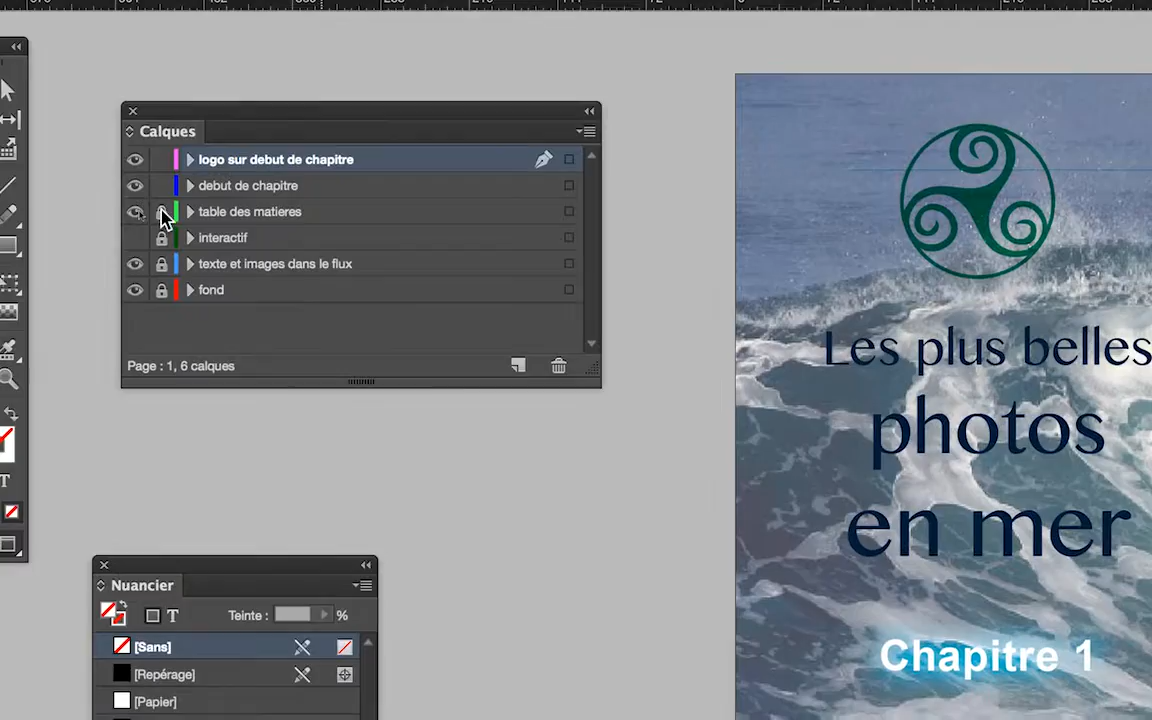 Calques
logo sur debut de chapitre
debut de chapitre
table des matieres
interactif
texte et images dans le flux
fond
Page : 1, 6 calques
Les plus belles
photos
en mer
Chapitre 1
T
Nuancier
T
Teinte :
%
[Sans]
[Repérage]
[Papier]